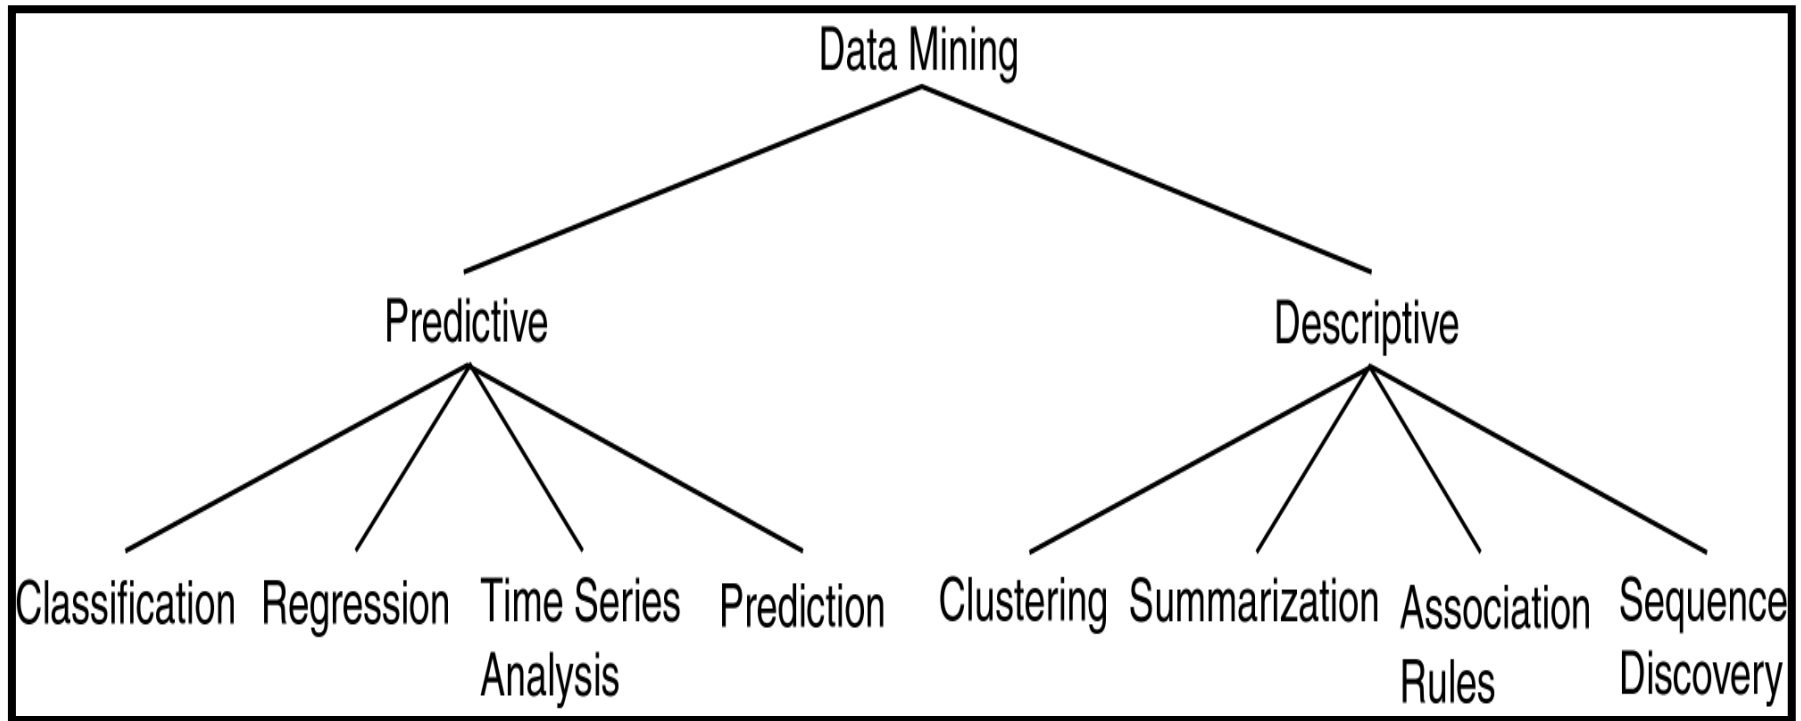 Data Mining
Predictive
Descriptive
Classification
Regression
Time Series
Analysis
Prediction
Clustering
Summarization
Association
Rules
Sequence
Discovery